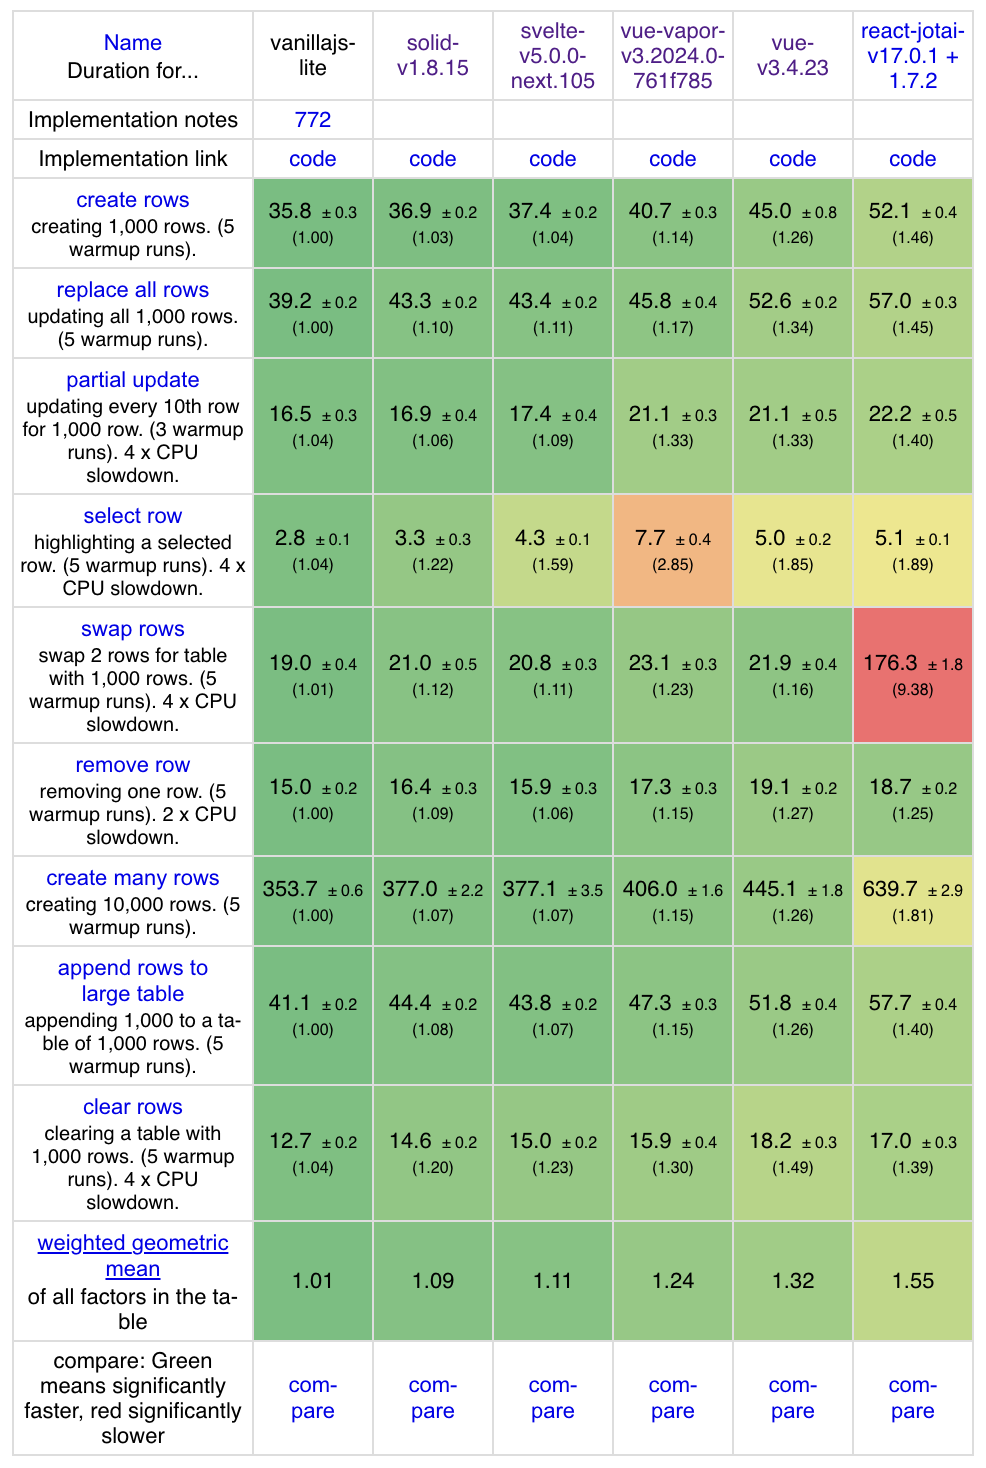 Name
Duration for...
vanillajs-
lite
solid-
v1.8.15
svelte-
v5.0.0-
next.105
vue-vapor-
v3.2024.0-
761f785
vue-
v3.4.23
react-jotai-
v17.0.1 +
1.7.2
Implementation notes
772
Implementation link
code code code code code code
create rows
creating 1,000 rows. (5
warmup runs).
35.8 ± 0.3 36.9 ± 0.2 37.4 ± 0.2 40.7 ± 0.3 45.0 ± 0.8 52.1 ± 0.4
(1.00) (1.03) (1.04) (1.14) (1.26) (1.46)
replace all rows
updating all 1,000 rows.
(5 warmup runs).
39.2 ± 0.2 43.3 ± 0.2 43.4 ± 0.2 45.8 ± 0.4 52.6 ± 0.2 57.0 ± 0.3
(1.00) (1.10) (1.11) (1.17) (1.34) (1.45)
partial update
updating every 10th row
for 1,000 row. (3 warmup
runs). 4 x CPU
slowdown.
16.5 ± 0.3 16.9 ± 0.4 17.4 ± 0.4 21.1 ± 0.3 21.1 ± 0.5 22.2 ± 0.5
(1.04) (1.06) (1.09) (1.33) (1.33) (1.40)
select row
highlighting a selected
row. (5 warmup runs). 4 x
CPU slowdown.
2.8 ± 0.1 3.3 ± 0.3 4.3 ± 0.1 7.7 ± 0.4 5.0 ± 0.2 5.1 ± 0.1
(1.04) (1.22) (1.59) (2.85) (1.85) (1.89)
swap rows
swap 2 rows for table
with 1,000 rows. (5
warmup runs). 4 x CPU
slowdown.
19.0 ± 0.4 21.0 ± 0.5 20.8 ± 0.3 23.1 ± 0.3 21.9 ± 0.4 176.3 ± 1.8
(1.01) (1.12) (1.11) (1.23) (1.16) (9.38)
remove row
removing one row. (5
warmup runs). 2 x CPU
slowdown.
15.0 ± 0.2 16.4 ± 0.3 15.9 ± 0.3 17.3 ± 0.3 19.1 ± 0.2 18.7 ± 0.2
(1.00) (1.09) (1.06) (1.15) (1.27) (1.25)
create many rows
creating 10,000 rows. (5
warmup runs).
353.7 ± 0.6 377.0 ± 2.2 377.1 ± 3.5 406.0 ± 1.6 445.1 ± 1.8 639.7 ± 2.9
(1.00) (1.07) (1.07) (1.15) (1.26) (1.81)
append rows to
large table
appending 1,000 to a ta-
ble of 1,000 rows. (5
warmup runs).
41.1 ± 0.2 44.4 ± 0.2 43.8 ± 0.2 47.3 ± 0.3 51.8 ± 0.4 57.7 ± 0.4
(1.00) (1.08) (1.07) (1.15) (1.26) (1.40)
clear rows
clearing a table with
1,000 rows. (5 warmup
runs). 4 x CPU
slowdown.
12.7 ± 0.2 14.6 ± 0.2 15.0 ± 0.2 15.9 ± 0.4 18.2 ± 0.3 17.0 ± 0.3
(1.04) (1.20) (1.23) (1.30) (1.49) (1.39)
weighted geometric
mean
of all factors in the ta-
ble
1.01 1.09 1.11 1.24 1.32 1.55
compare: Green
means significantly
faster, red significantly
slower
com- com- com- com- com- com-
pare pare pare pare pare pare